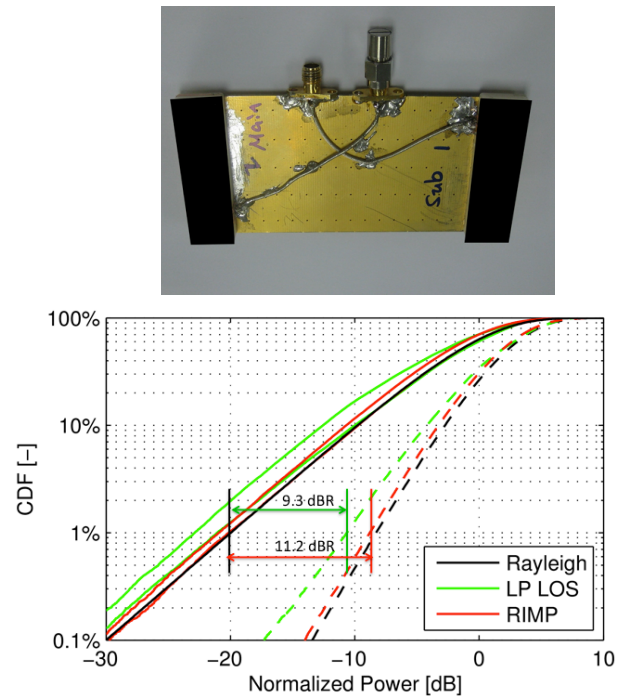 Main
Sub 1
100%
10%
1%
0.1%
CDF [-]
9.3 dBR
11.2 dBR
Rayleigh
LP LOS
RIMP
-30
-20
-10
0
10
Normalized Power [dB]